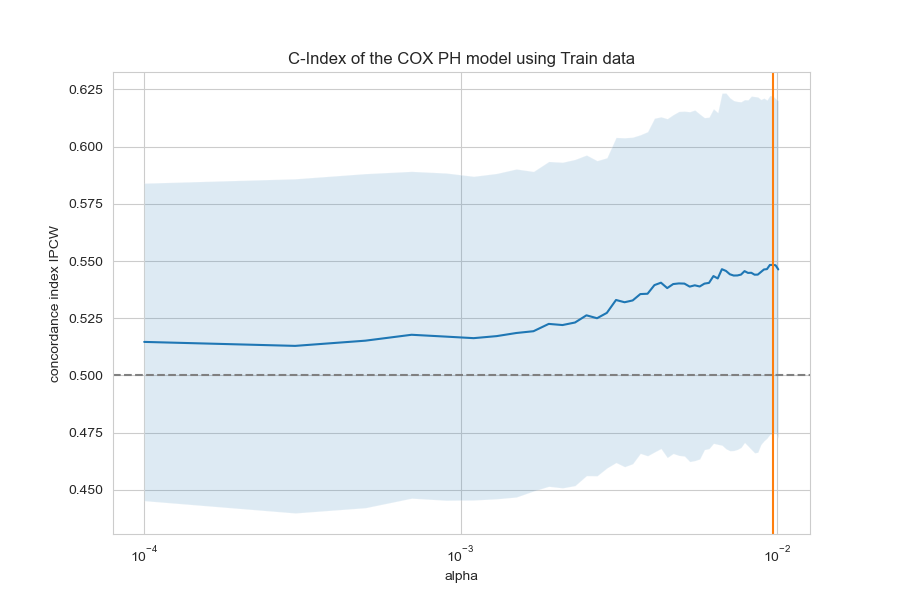 C-Index of the COX PH model using Train data
concordance index IPCW
0.625
0.600
0.575
0.550
0.525
0.500
0.475
0.450
10⁻⁴ 10⁻³ 10⁻²
alpha